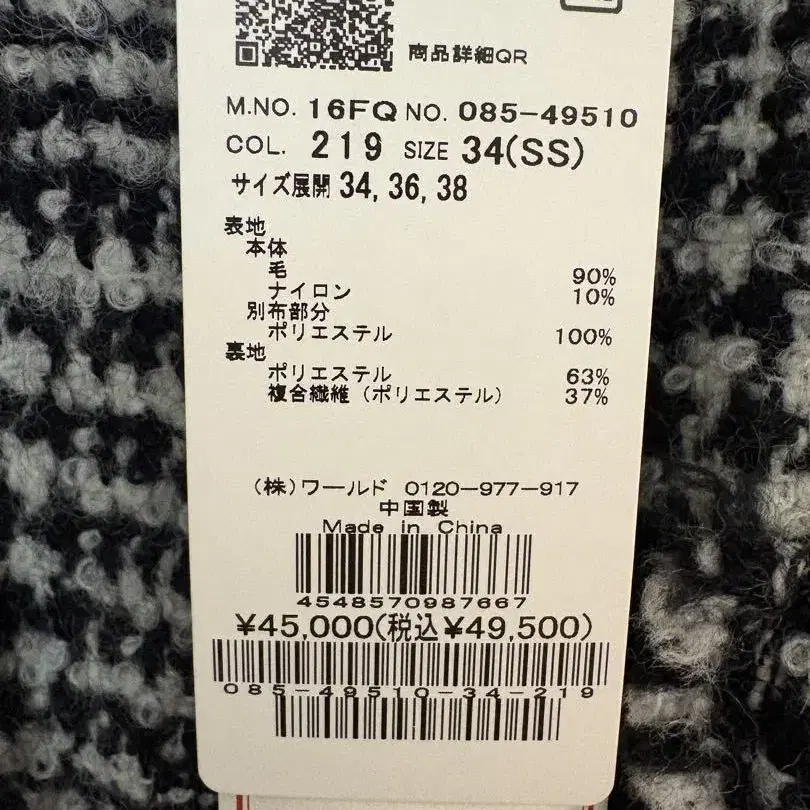 商品詳細QR
M.NO. 16FQ NO. 085-49510
COL. 219 SIZE 34(SS)
サイズ展開 34, 36, 38
表地
本体
毛 90%
ナイロン 10%
別布部分
ポリエステル 100%
裏地
ポリエステル 63%
複合繊維(ポリエステル) 37%
(株)ワールド 0120-977-917
中国製
Made in China
4548570987667
¥45,000(税込¥49,500)
085-49510-34-219